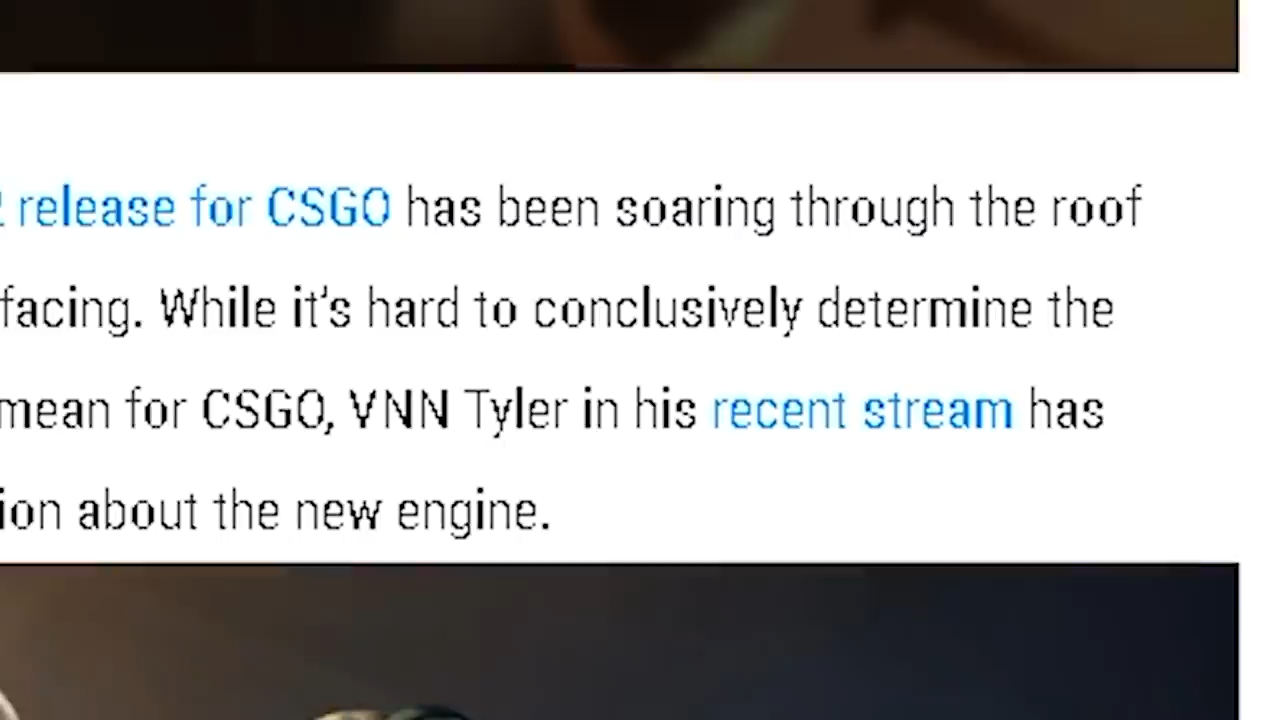 2 release for CSGO has been soaring through the roof
facing. While it's hard to conclusively determine the
mean for CSGO, VNN Tyler in his recent stream has
ion about the new engine.